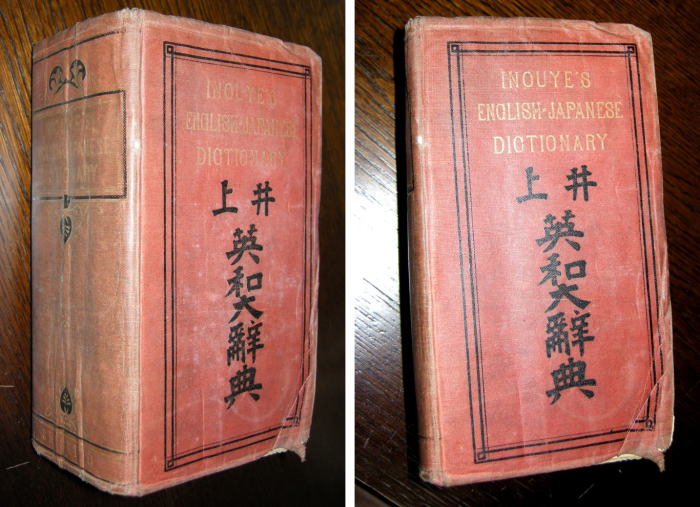 INOUYE'S
ENGLISH-JAPANESE
DICTIONARY
井上
英和大辭典
INOUYE'S
ENGLISH-JAPANESE
DICTIONARY
井上
英和大辭典